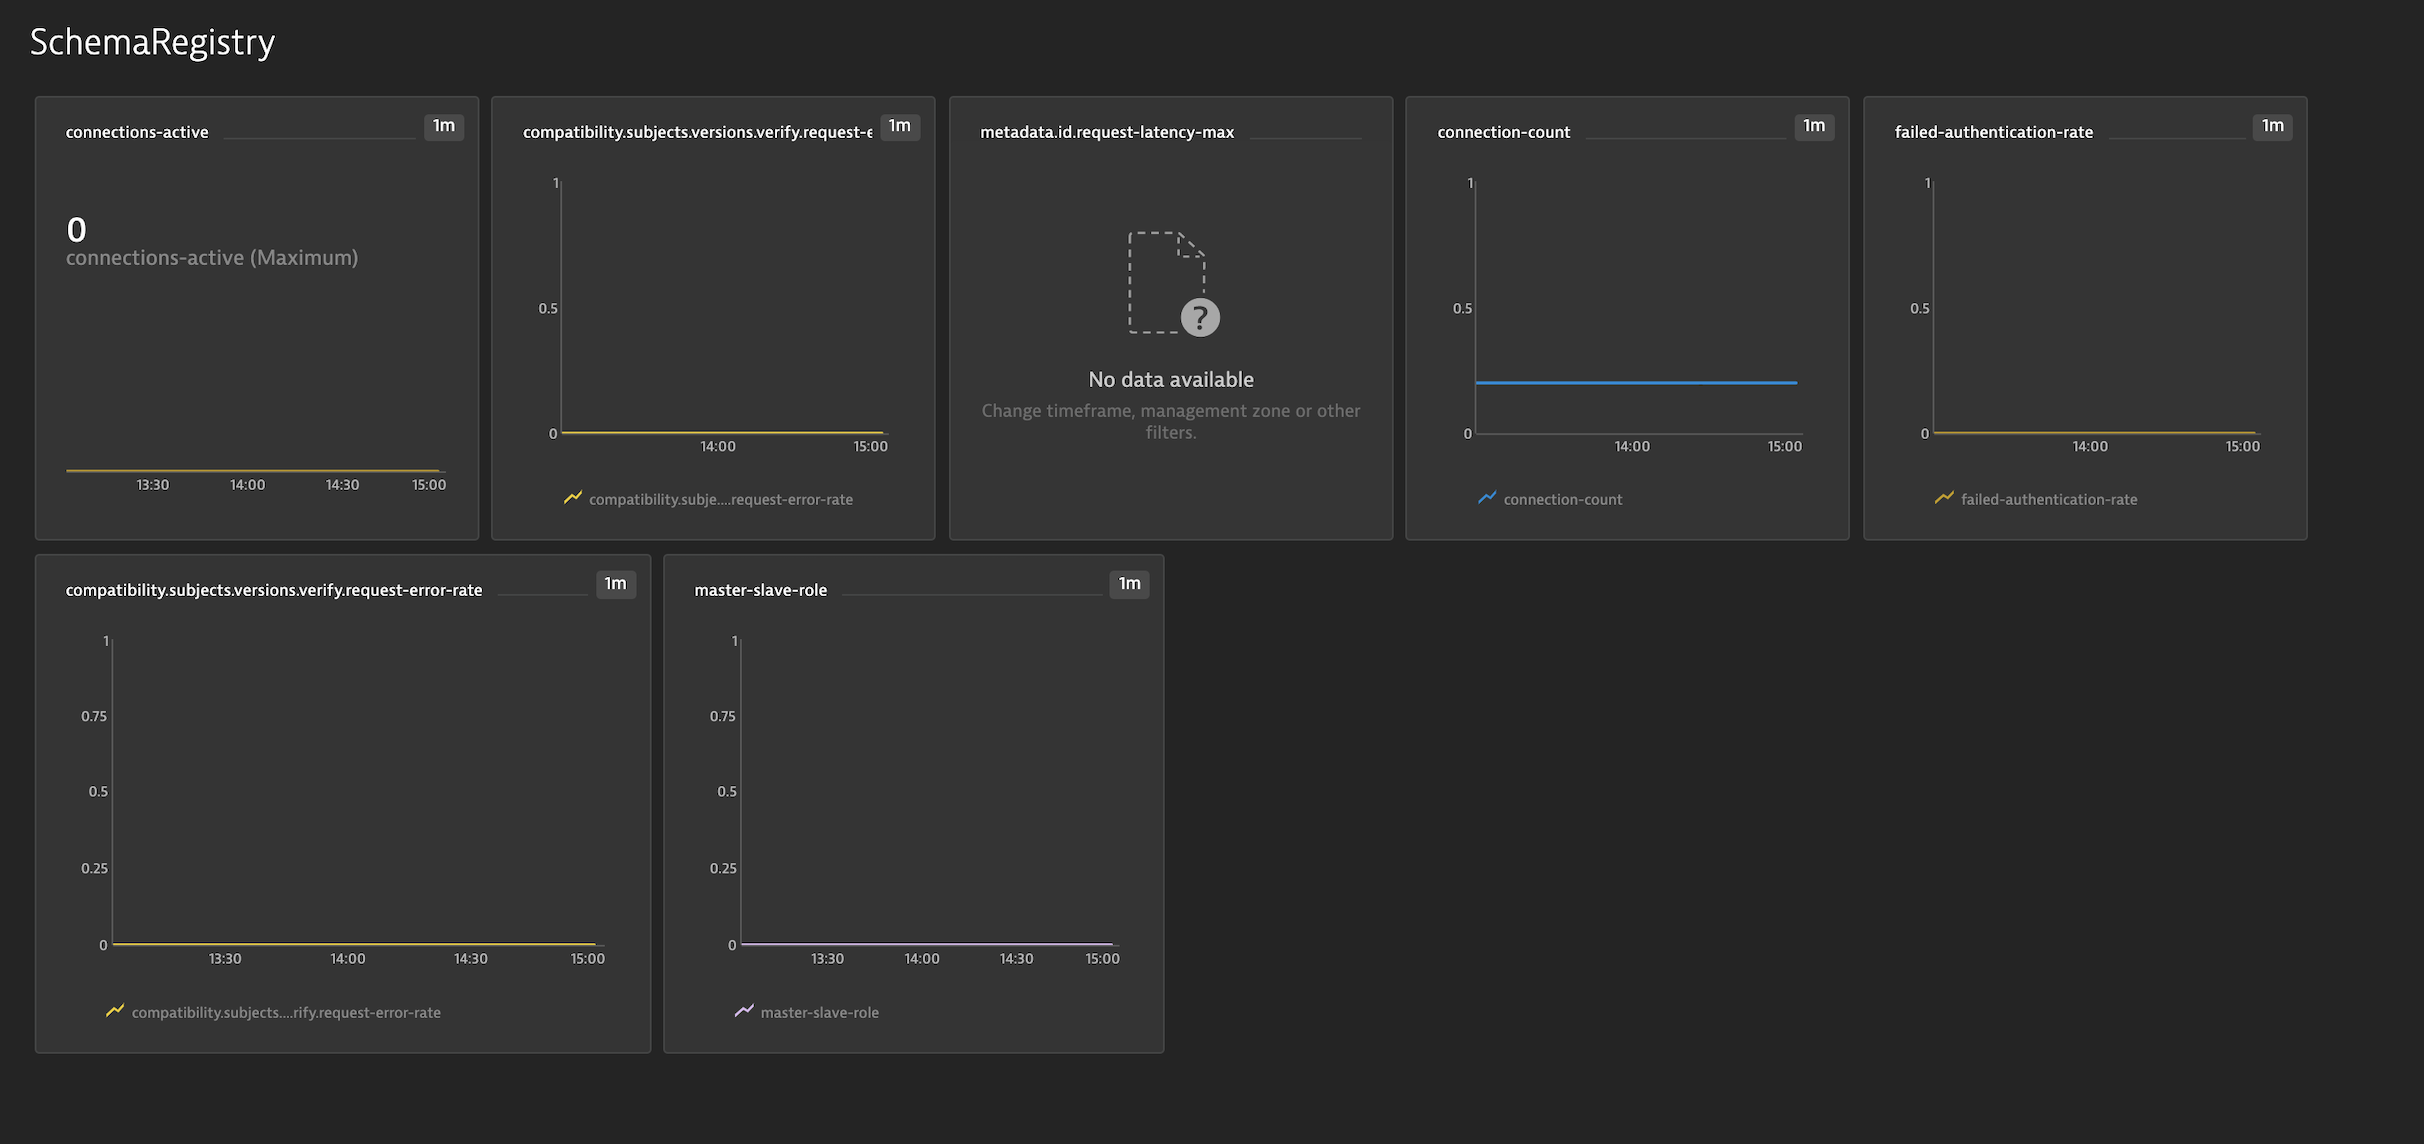 SchemaRegistry
connections-active
1m
0
connections-active (Maximum)
13:30
14:00
14:30
15:00
compatibility.subjects.versions.verify.request-e
1m
1
0.5
0
14:00
15:00
compatibility.subje....request-error-rate
metadata.id.request-latency-max
?
No data available
Change timeframe, management zone or other
filters.
connection-count
1m
1
0.5
0
14:00
15:00
connection-count
failed-authentication-rate
1m
1
0.5
0
14:00
15:00
failed-authentication-rate
compatibility.subjects.versions.verify.request-error-rate
1m
1
0.75
0.5
0.25
0
13:30
14:00
14:30
15:00
compatibility.subjects....rify.request-error-rate
master-slave-role
1m
1
0.75
0.5
0.25
0
13:30
14:00
14:30
15:00
master-slave-role